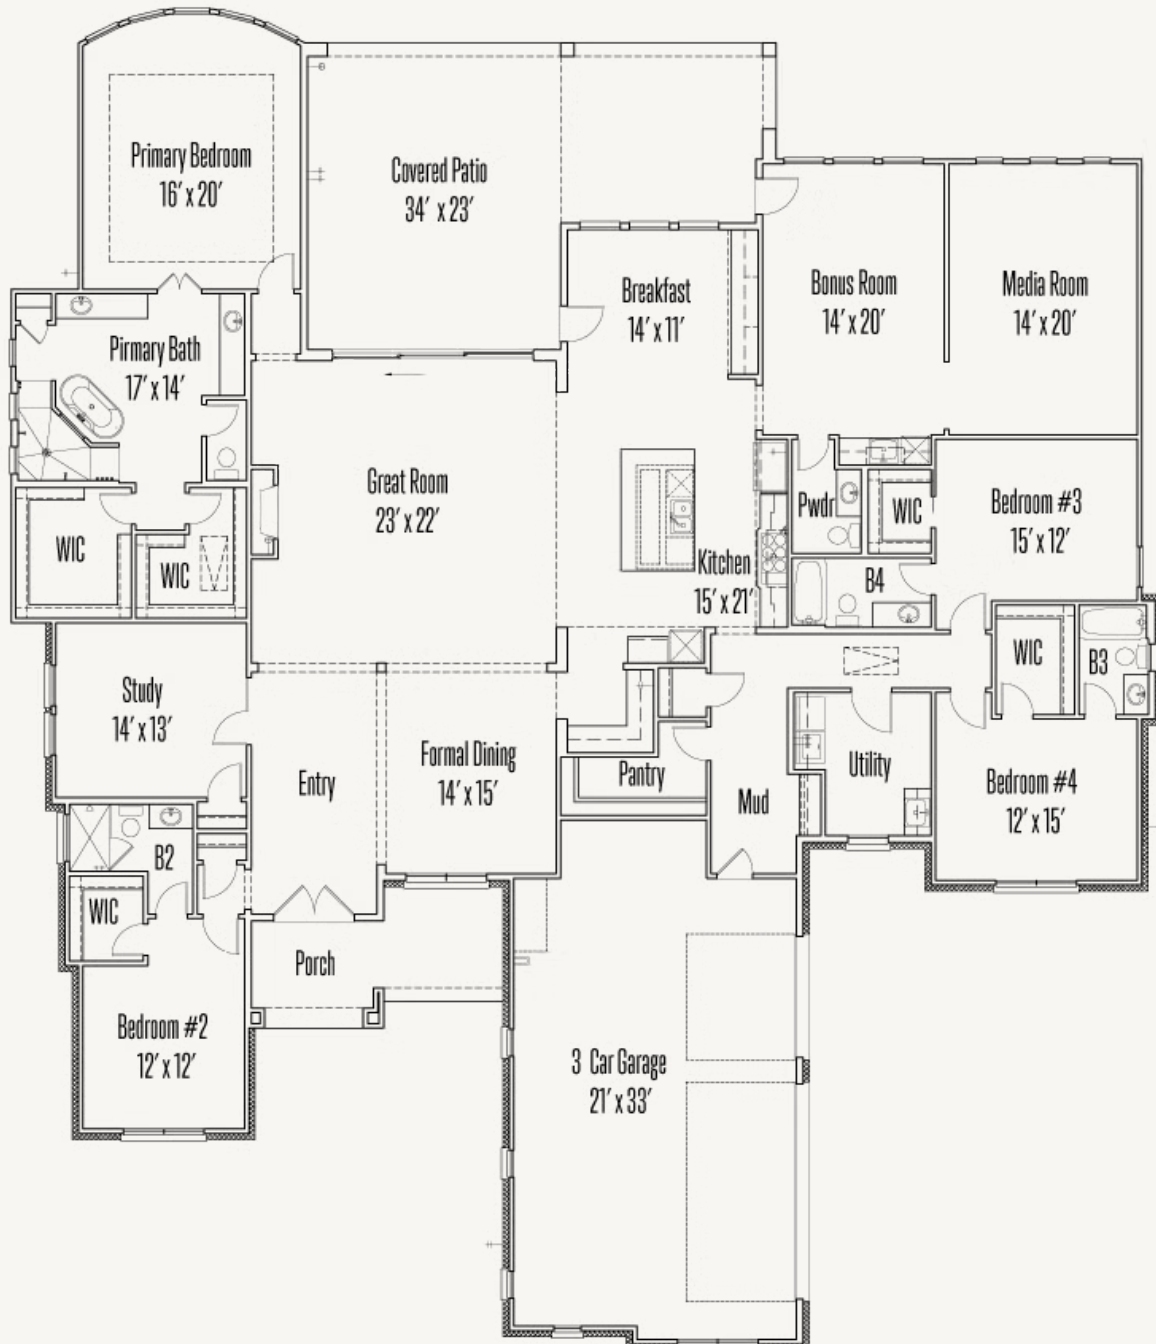 Primary Bedroom
16′ x 20′
Covered Patio
34′ x 23′
Breakfast
14′ x 11′
Bonus Room
14′ x 20′
Media Room
14′ x 20′
Pirmary Bath
17′ x 14′
Great Room
23′ x 22′
Kitchen
15′ x 21′
Pwdr
WIC
Bedroom #3
15′ x 12′
B4
WIC
WIC
Study
14′ x 13′
Entry
Formal Dining
14′ x 15′
Pantry
Mud
Utility
WIC
B3
Bedroom #4
12′ x 15′
B2
WIC
Porch
Bedroom #2
12′ x 12′
3 Car Garage
21′ x 33′